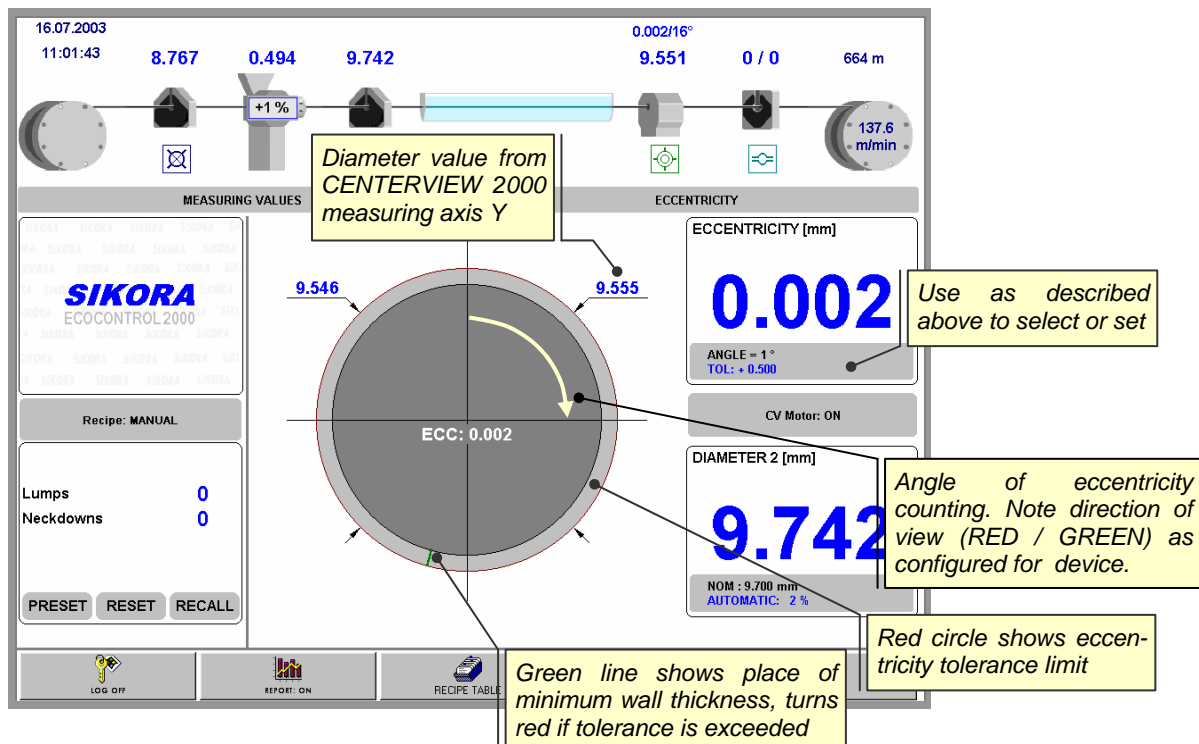 16.07.2003
11:01:43
8.767
0.494
9.742
0.002/16°
9.551
0 / 0
664 m
+1 %
137.6
m/min
Diameter value from
CENTERVIEW 2000
measuring axis Y
MEASURING VALUES
ECCENTRICITY
SIKORA
ECOCONTROL 2000
Recipe: MANUAL
Lumps 0
Neckdowns 0
PRESET RESET RECALL
9.546
9.555
ECC: 0.002
ECCENTRICITY [mm]
0.002
ANGLE = 1 °
TOL: + 0.500
Use as described
above to select or set
CV Motor: ON
DIAMETER 2 [mm]
9.742
NOM : 9.700 mm
AUTOMATIC: 2 %
Angle of eccentricity
counting. Note direction of
view (RED / GREEN) as
configured for device.
Red circle shows eccen-
tricity tolerance limit
Green line shows place of
minimum wall thickness, turns
red if tolerance is exceeded
LOG OFF
REPORT: ON
RECIPE TABLE